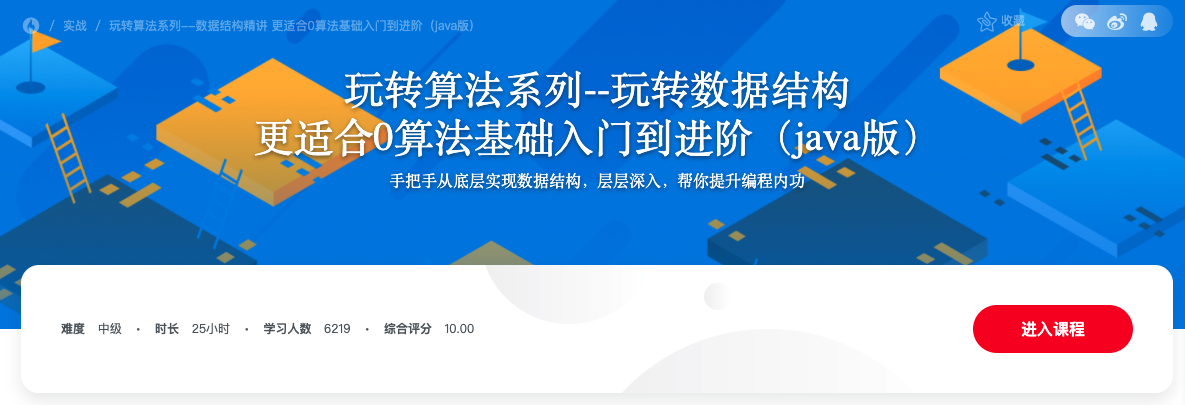 / 实战 / 玩转算法系列--数据结构精讲 更适合0算法基础入门到进阶（java版）
收藏
玩转算法系列--玩转数据结构
更适合0算法基础入门到进阶（java版）
手把手从底层实现数据结构，层层深入，帮你提升编程内功
难度 中级 · 时长 25小时 · 学习人数 6219 · 综合评分 10.00
进入课程